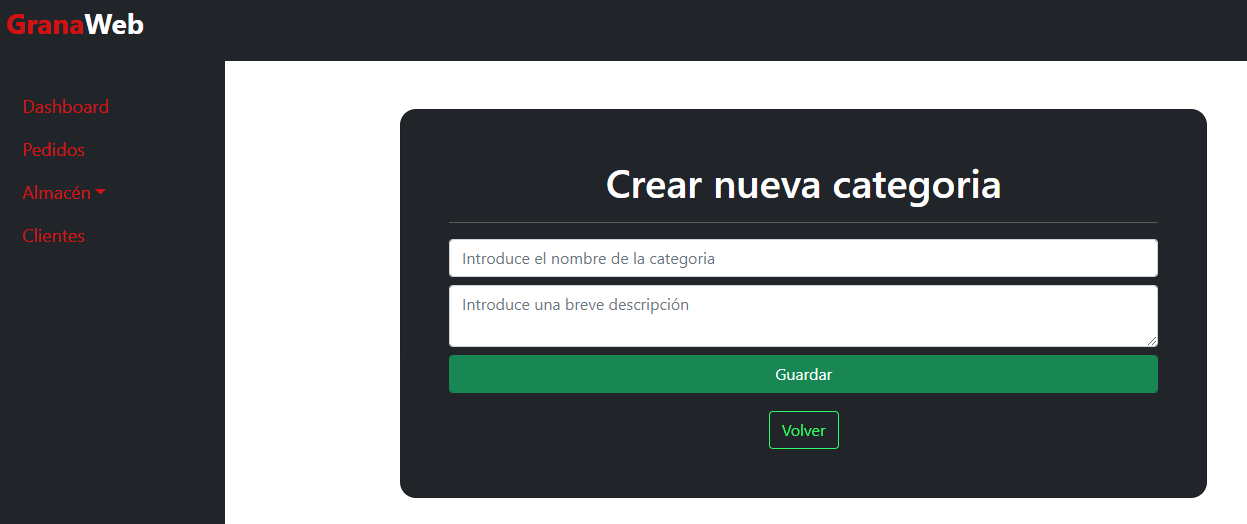 GranaWeb
Dashboard
Pedidos
Almacén
Clientes
Crear nueva categoria
Introduce el nombre de la categoria
Introduce una breve descripción
Guardar
Volver